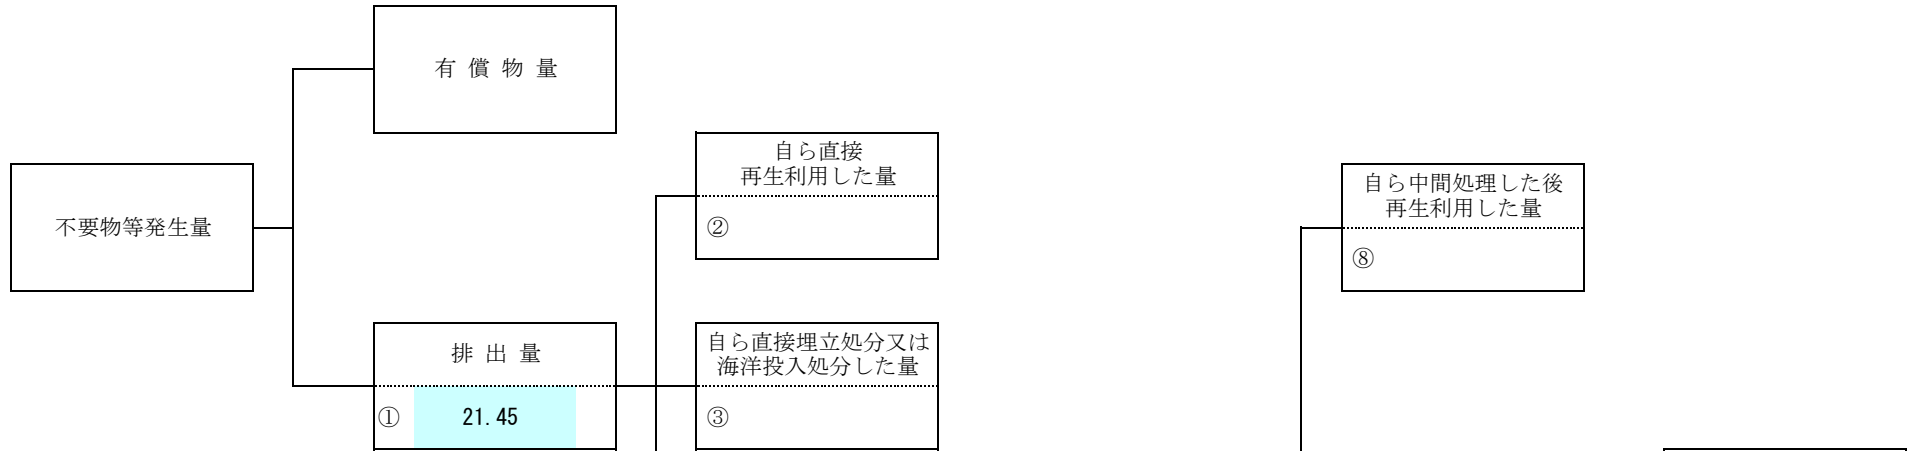 有 償 物 量
自ら直接
再生利用した量
②
自ら中間処理した後
再生利用した量
⑧
不要物等発生量
排 出 量
① 21.45
自ら直接埋立処分又は
海洋投入処分した量
③